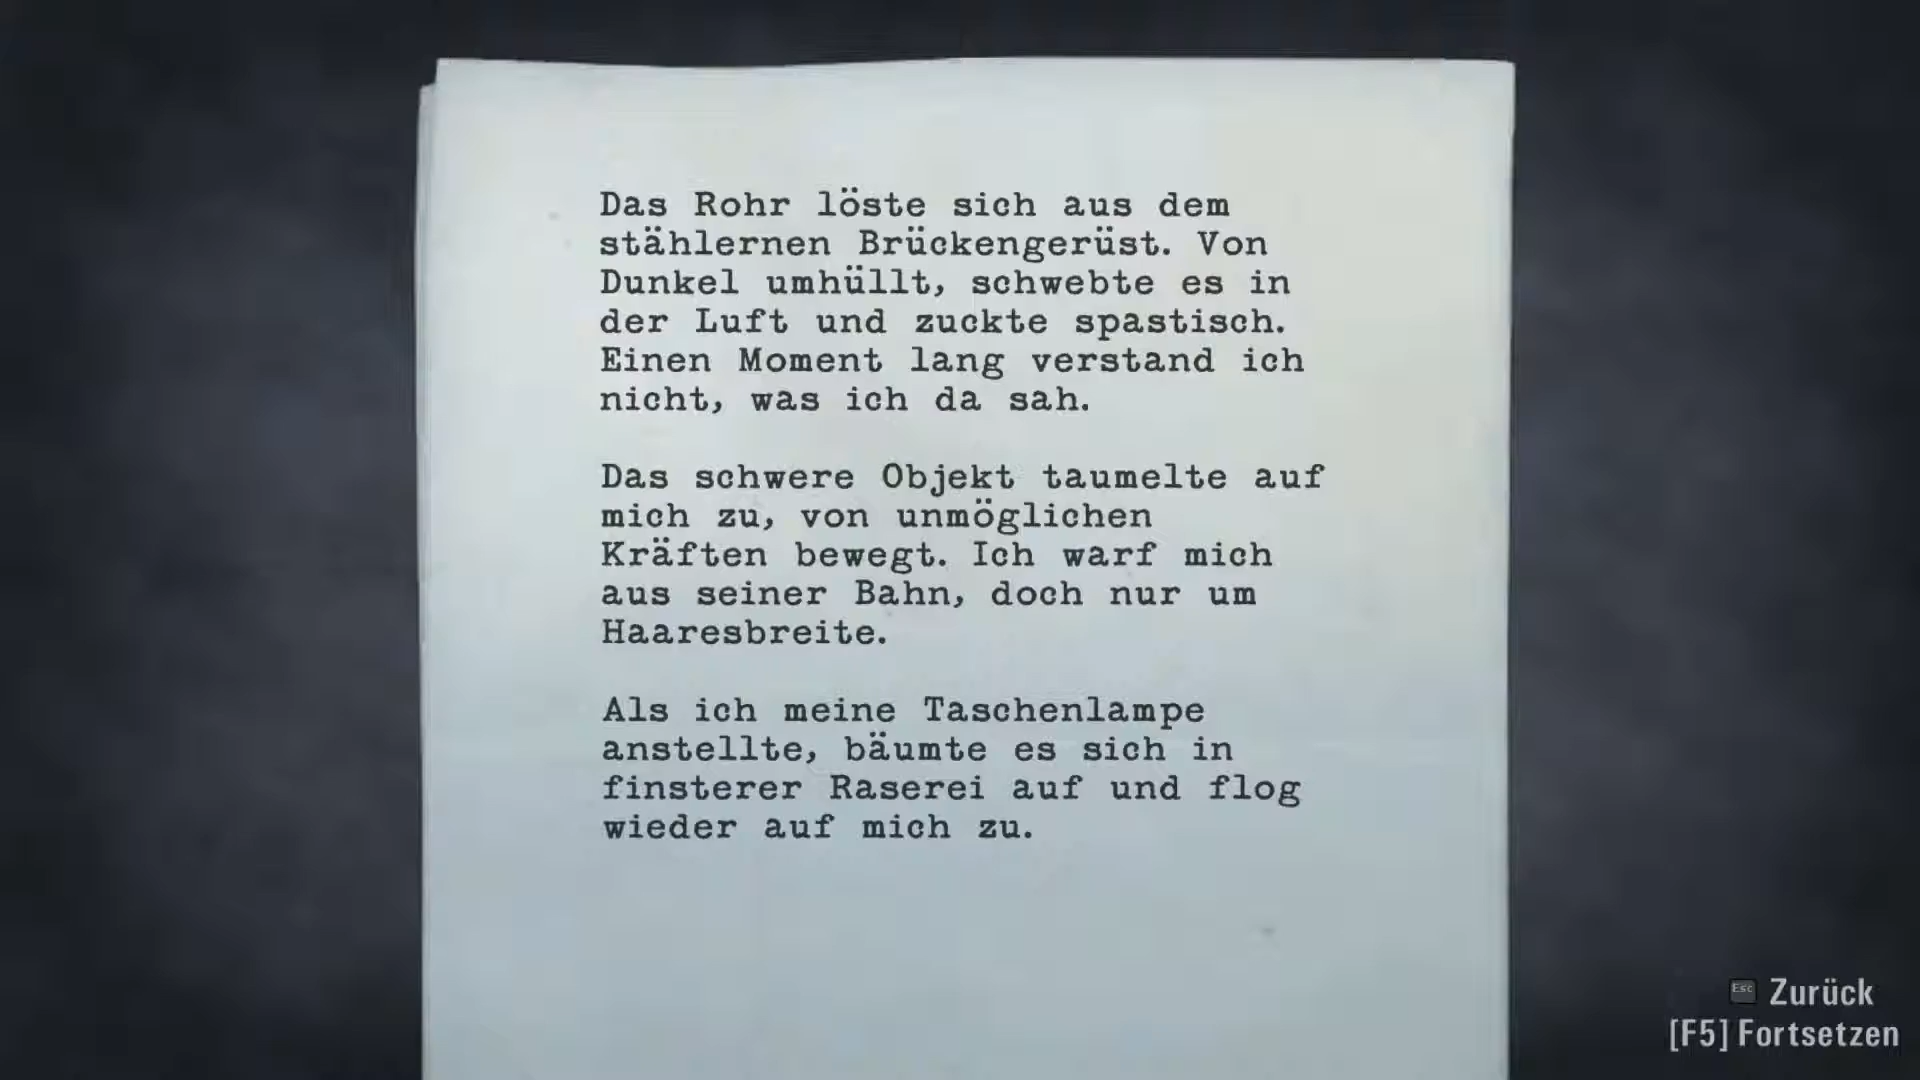 Das Rohr löste sich aus dem
stählernen Brückengerüst. Von
Dunkel umhüllt, schwebte es in
der Luft und zuckte spastisch.
Einen Moment lang verstand ich
nicht, was ich da sah.
Das schwere Objekt taumelte auf
mich zu, von unmöglichen
Kräften bewegt. Ich warf mich
aus seiner Bahn, doch nur um
Haaresbreite.
Als ich meine Taschenlampe
anstellte, bäumte es sich in
finsterer Raserei auf und flog
wieder auf mich zu.
Esc Zurück
[F5] Fortsetzen